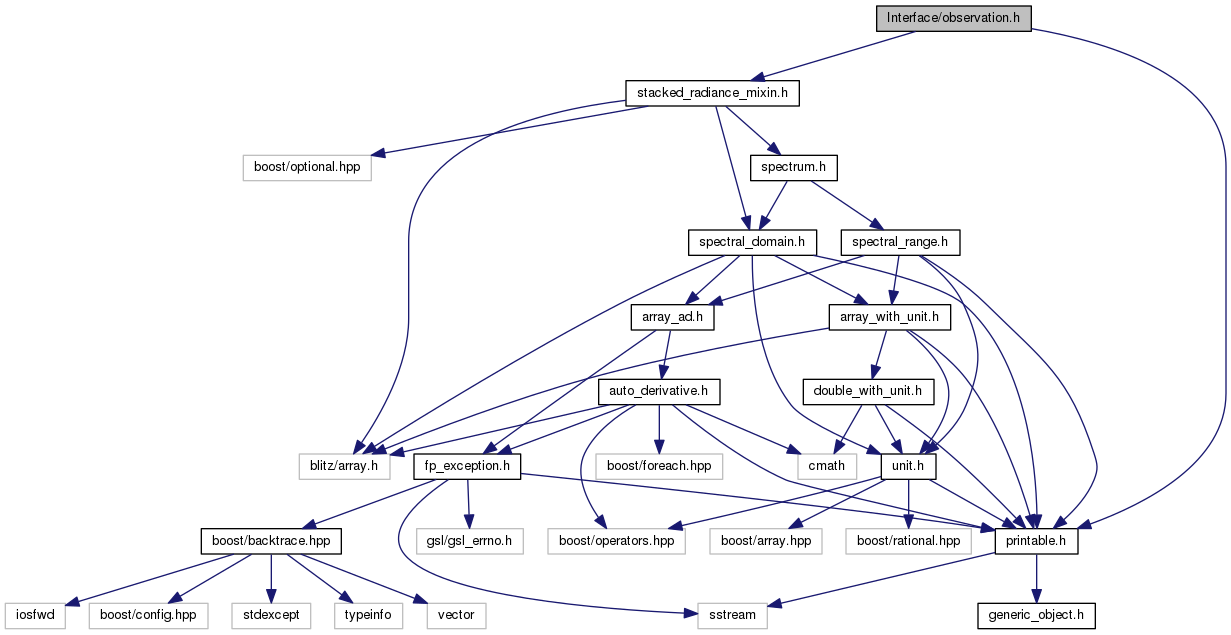 Interface/observation.h
stacked_radiance_mixin.h
boost/optional.hpp
spectrum.h
spectral_domain.h
spectral_range.h
array_ad.h
array_with_unit.h
auto_derivative.h
double_with_unit.h
blitz/array.h
fp_exception.h
boost/foreach.hpp
cmath
unit.h
boost/backtrace.hpp
gsl/gsl_errno.h
boost/operators.hpp
boost/array.hpp
boost/rational.hpp
printable.h
iosfwd
boost/config.hpp
stdexcept
typeinfo
vector
sstream
generic_object.h